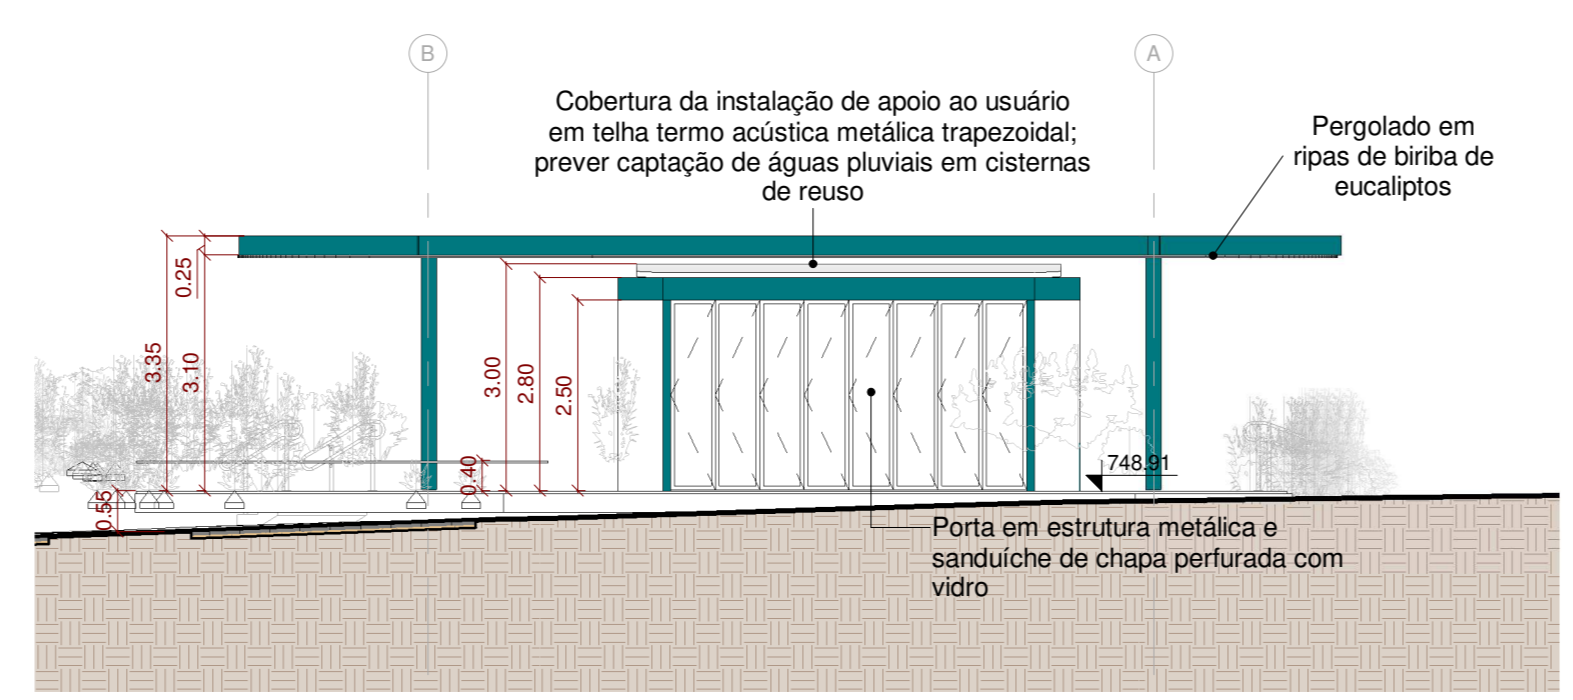 B
A
Cobertura da instalação de apoio ao usuário
em telha termo acústica metálica trapezoidal;
prever captação de águas pluviais em cisternas
de reuso
Pergolado em
ripas de biriba de
eucaliptos
0.25
3.35
3.10
3.00
2.80
2.50
0.40
0.55
748.91
Porta em estrutura metálica e
sanduíche de chapa perfurada com
vidro